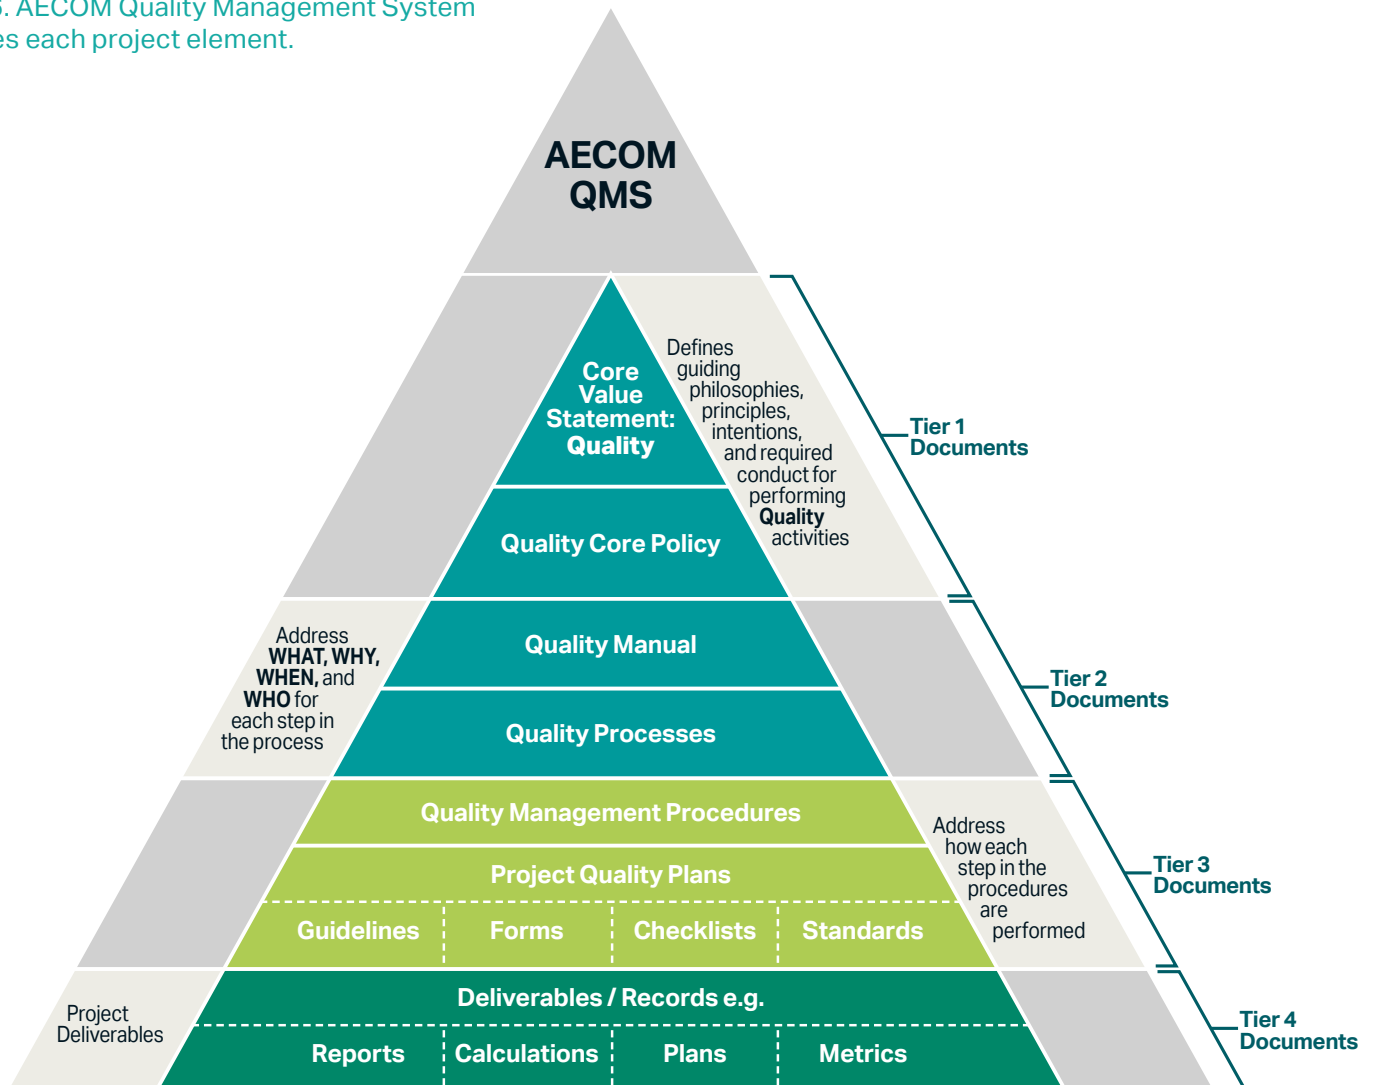 . AECOM Quality Management System
es each project element.
AECOM
QMS
Core
Value
Statement:
Quality
Defines
guiding
philosophies,
principles,
intentions,
and required
conduct for
performing
Quality
activities
Tier 1
Documents
Quality Core Policy
Address
WHAT, WHY,
WHEN, and
WHO for
each step in
the process
Quality Manual
Quality Processes
Tier 2
Documents
Quality Management Procedures
Project Quality Plans
Guidelines
Forms
Checklists
Standards
Address
how each
step in the
procedures
are
performed
Tier 3
Documents
Project
Deliverables
Deliverables / Records e.g.
Reports
Calculations
Plans
Metrics
Tier 4
Documents